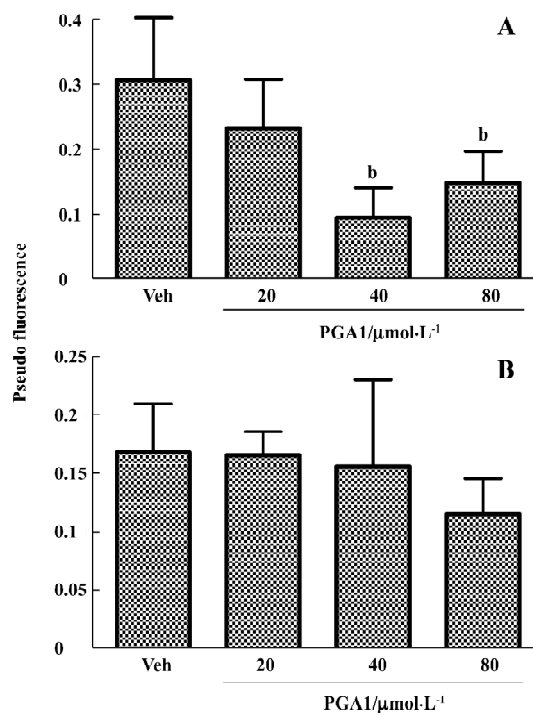 A
0.4
0.3
0.2
0.1
0
b
b
Veh
20
40
80
PGA1/μmol·L⁻¹
Pseudo fluorescence
B
0.25
0.2
0.15
0.1
0.05
0
Veh
20
40
80
PGA1/μmol·L⁻¹